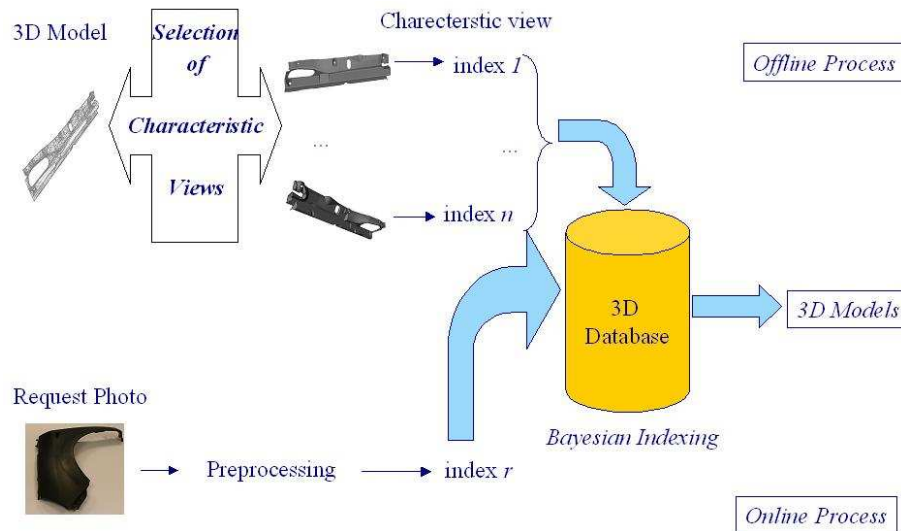 3D Model
Selection
of
Characteristic
Views
Charecterstic view
index 1
...
...
index n
Offline Process
3D
Database
3D Models
Bayesian Indexing
Request Photo
Preprocessing
index r
Online Process